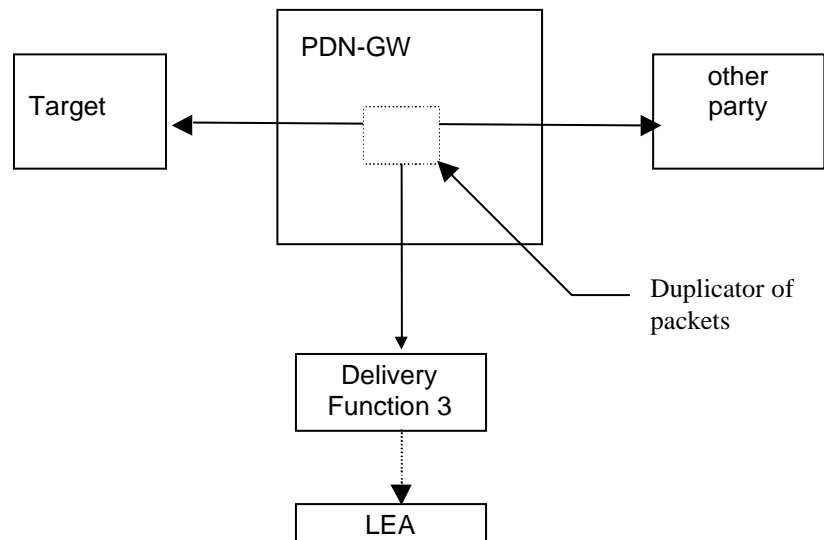 PDN-GW
Target
other
party
Duplicator of
packets
Delivery
Function 3
LEA